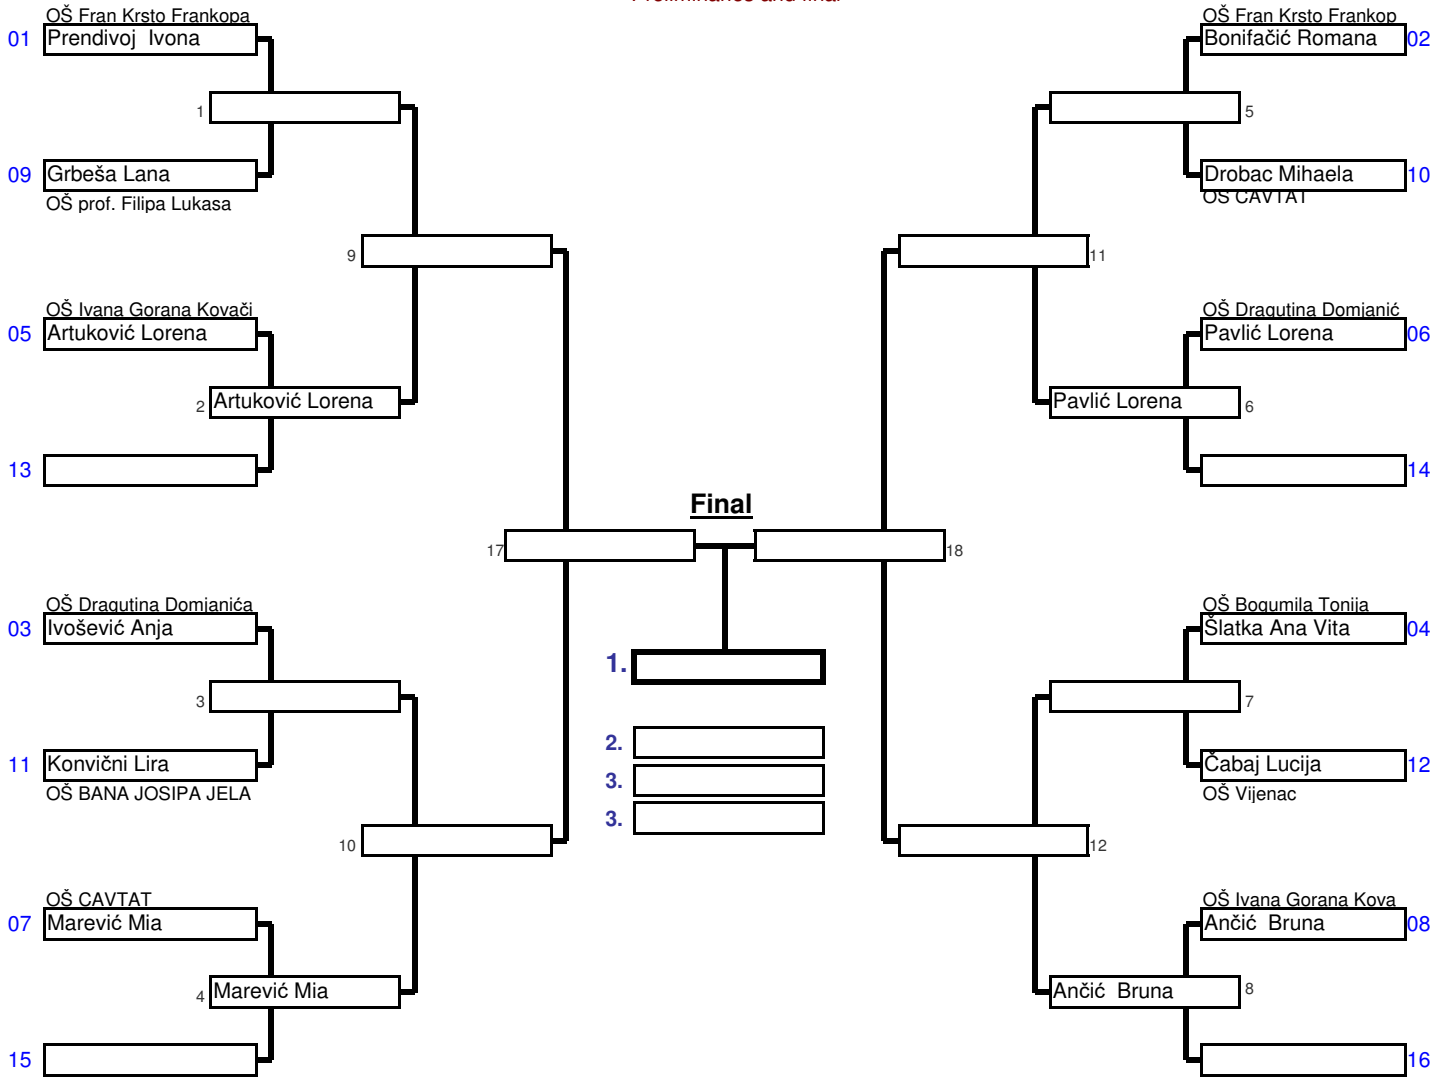 OŠ Fran Krsto Frankopa
01 Prendivoj Ivona
1
09 Grbeša Lana
OŠ prof. Filipa Lukasa
9
OŠ Ivana Gorana Kovači
05 Artuković Lorena
2 Artuković Lorena
13
17
OŠ Dragutina Domjanića
03 Ivošević Anja
3
11 Konvični Lira
OŠ BANA JOSIPA JELA
10
OŠ CAVTAT
07 Marević Mia
4 Marević Mia
15
Final
1.
2.
3.
3.
OŠ Fran Krsto Frankop
Bonifačić Romana 02
5
Drobac Mihaela 10
OŠ CAVTAT
11
OŠ Dragutina Domjanić
Pavlić Lorena 06
Pavlić Lorena 6
14
18
OŠ Bogumila Tonija
Šlatka Ana Vita 04
7
Čabaj Lucija 12
OŠ Vijenac
12
OŠ Ivana Gorana Kova
Ančić Bruna 08
Ančić Bruna 8
16